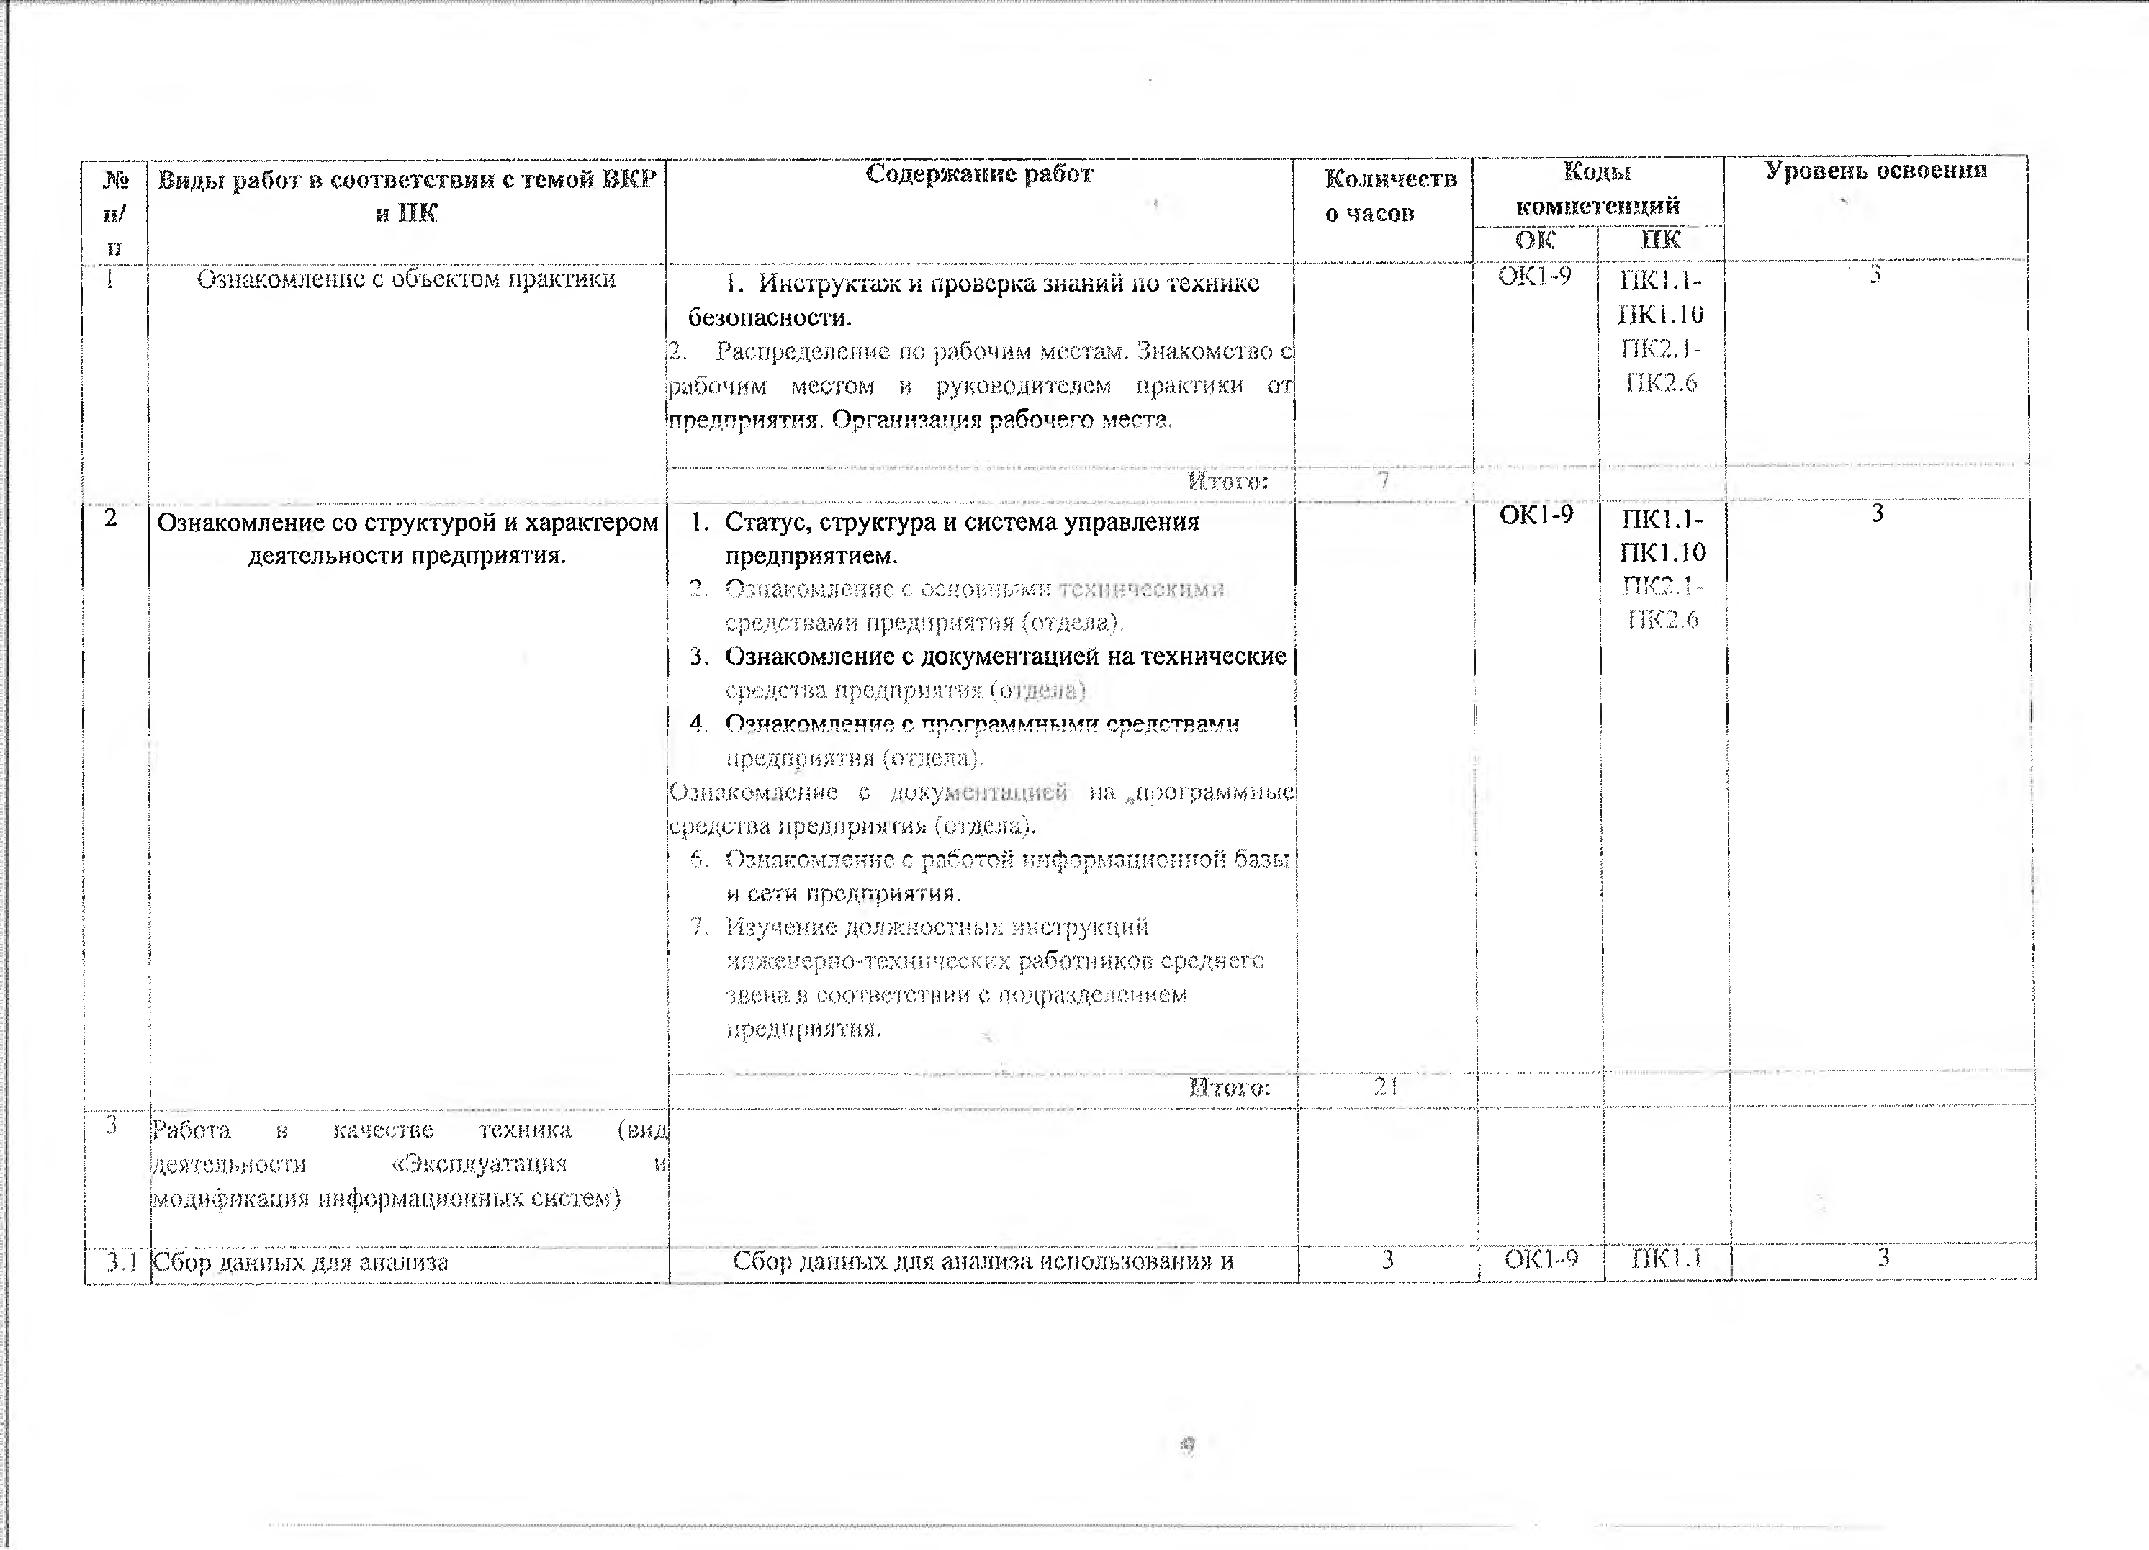 № п/п
Виды работ в соответствии с темой ВКР
и ПК
Содержание работ
Количеств
о часов
Коды
компетенций
ОК
ПК
Уровень освоения
1
Ознакомление с объектом практики
1. Инструктаж и проверка знаний по технике
безопасности.
2. Распределение по рабочим местам. Знакомство с
рабочим местом и руководителем практики от
предприятия. Организация рабочего места.
ОК1-9
ПК1.1-
ПК1.10
ПК2.1-
ПК2.6
3
Итого:
7
2
Ознакомление со структурой и характером
деятельности предприятия.
1. Статус, структура и система управления
предприятием.
2. Ознакомление с основными техническими
средствами предприятия (отдела).
3. Ознакомление с документацией на технические
средства предприятия (отдела)
4. Ознакомление с программными средствами
предприятия (отдела).
Ознакомление с документацией на программные
средства предприятия (отдела).
6. Ознакомление с работой информационной базы
и сети предприятия.
7. Изучение должностных инструкций
инженерно-технических работников среднего
звена в соответствии с подразделением
предприятия.
ОК1-9
ПК1.1-
ПК1.10
ПК2.1-
ПК2.6
3
Итого:
21
3
Работа в качестве техника (вид
деятельности «Эксплуатация и
модификация информационных систем)
3.1
Сбор данных для анализа
Сбор данных для анализа использования и
3
ОК1-9
ПК1.1
3
9